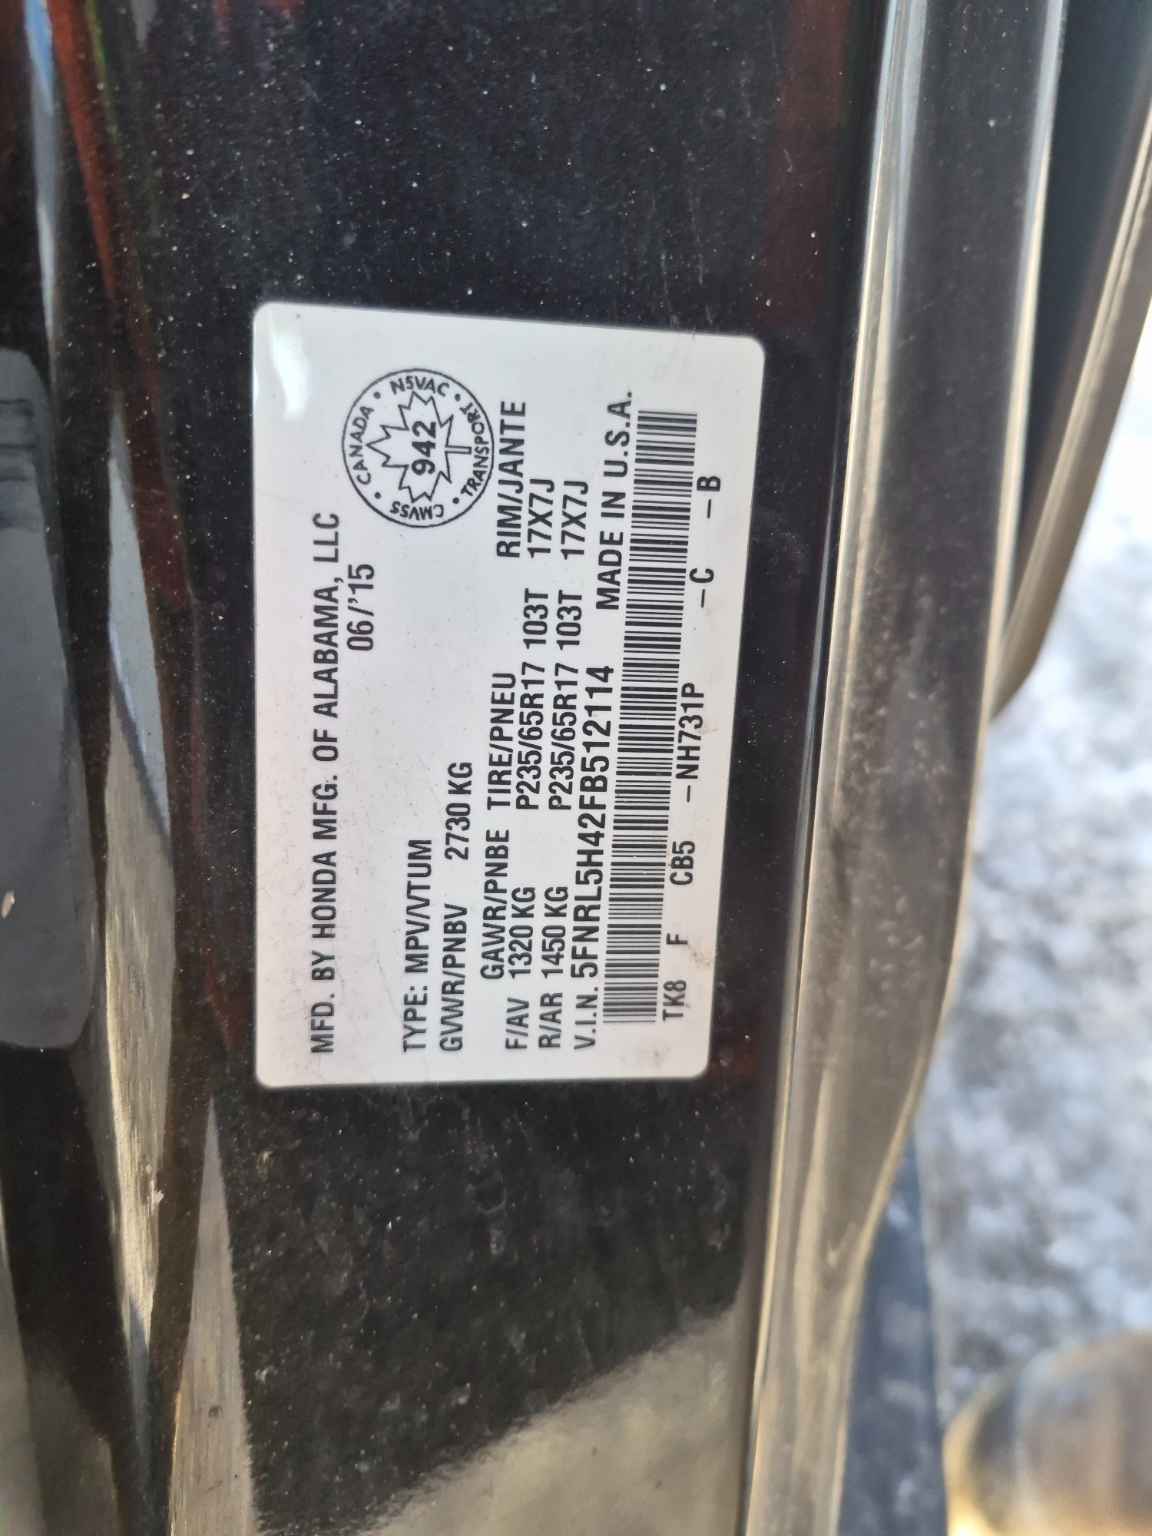 MFD. BY HONDA MFG. OF ALABAMA, LLC
06/'15
CANADA • NSVAC • TRANSPORT • CMVSS •
942
TYPE: MPV/VTUM
GVWR/PNBV 2730 KG
GAWR/PNBE TIRE/PNEU RIM/JANTE
F/AV 1320 KG P235/65R17 103T 17X7J
R/AR 1450 KG P235/65R17 103T 17X7J
V.I.N. 5FNRL5H42FB512114 MADE IN U.S.A.
TK8 F CB5 –NH731P –C –B